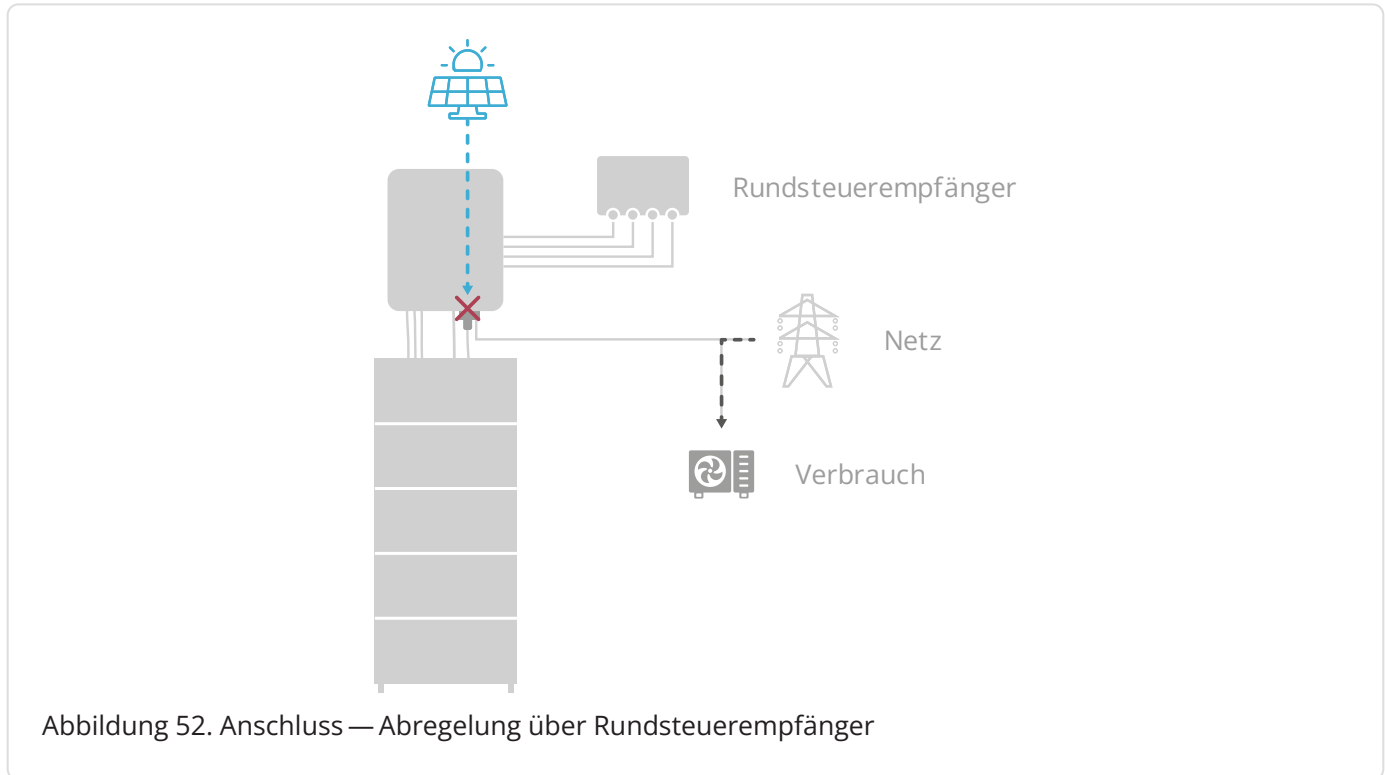 Rundsteuerempfänger
Netz
Verbrauch
Abbildung 52. Anschluss — Abregelung über Rundsteuerempfänger